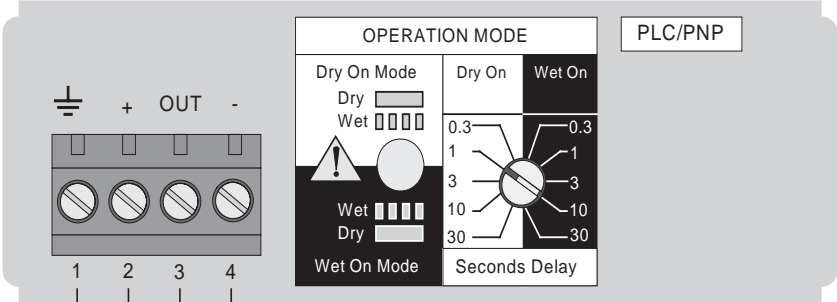 OPERATION MODE
PLC/PNP
Dry On Mode
Dry
Wet
Wet
Dry
Wet On Mode
Dry On
Wet On
0.3
0.3
1
1
3
3
10
10
30
30
Seconds Delay
+ OUT -
1 2 3 4